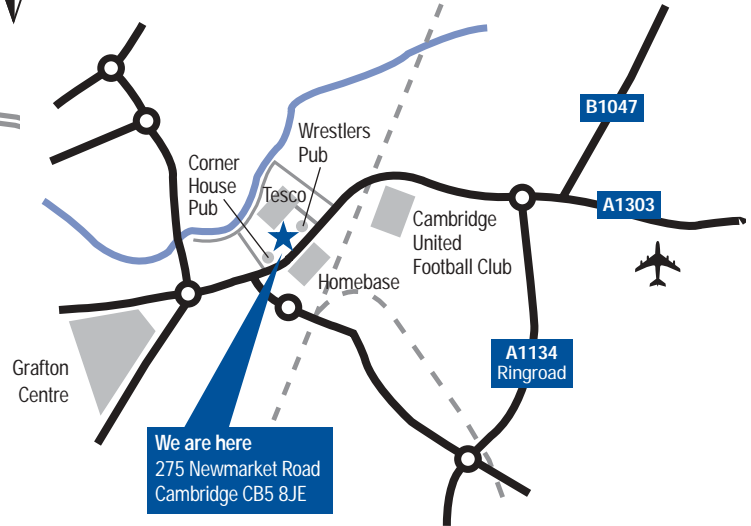 B1047
Wrestlers
Pub
Corner
House
Pub
Tesco
A1303
Cambridge
United
Football Club
Homebase
A1134
Ringroad
Grafton
Centre
We are here
275 Newmarket Road
Cambridge CB5 8JE